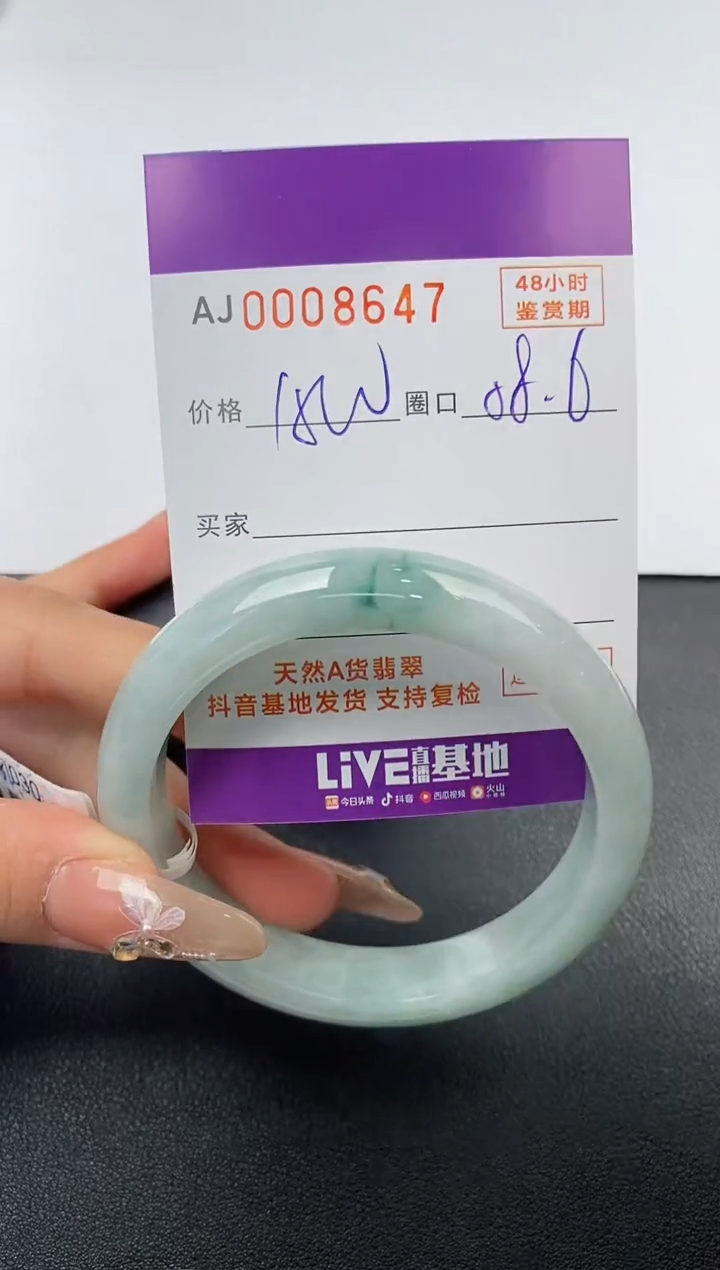 AJ0008647
48小时
鉴赏期
价格 18W 圈口 58.6
买家
天然A货翡翠
抖音基地发货 支持复检
LiVE直播基地
今日头条 抖音 西瓜视频 火山
1030